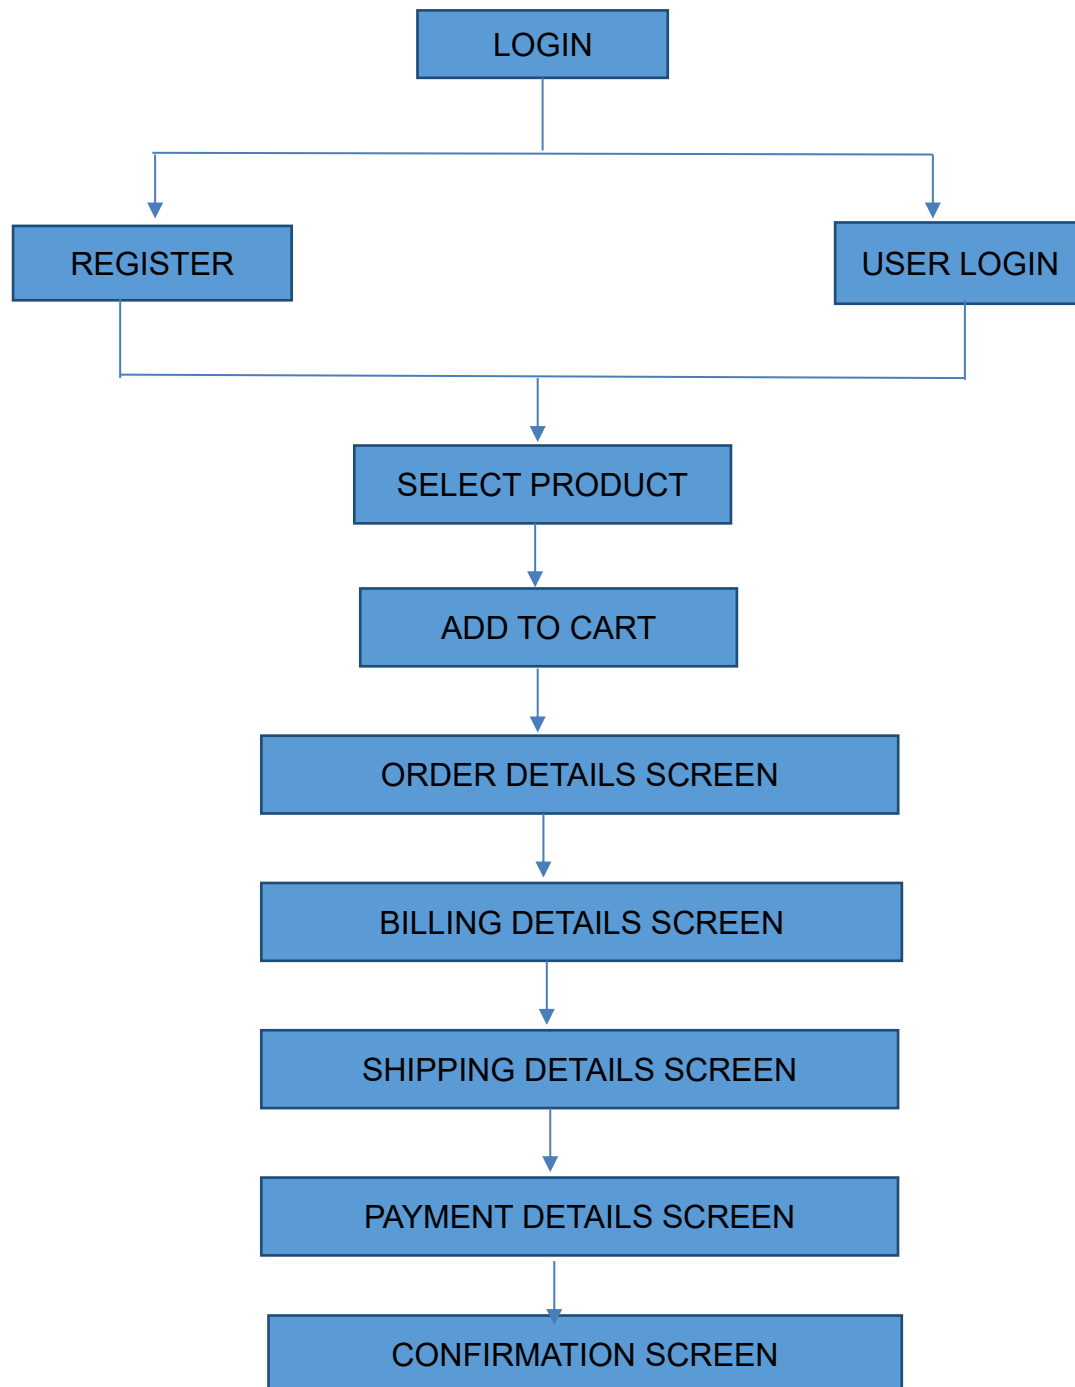 LOGIN
REGISTER
USER LOGIN
SELECT PRODUCT
ADD TO CART
ORDER DETAILS SCREEN
BILLING DETAILS SCREEN
SHIPPING DETAILS SCREEN
PAYMENT DETAILS SCREEN
CONFIRMATION SCREEN